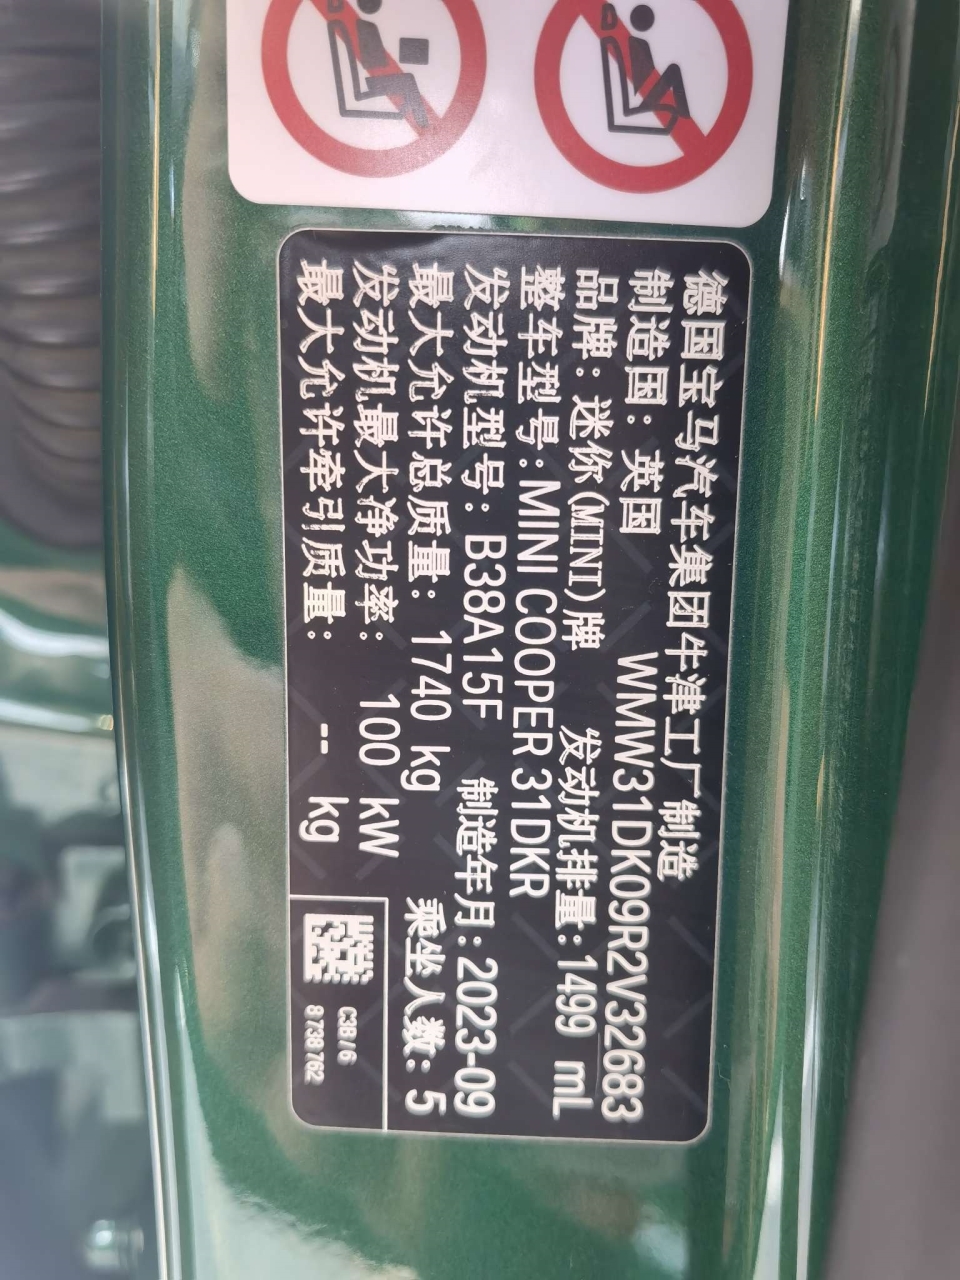 德国宝马汽车集团牛津工厂制造
制造国：英国 WMW31DK09R2V32683
品牌：迷你(MINI)牌 发动机排量：1499 mL
整车型号：MINI COOPER 31DKR
发动机型号：B38A15F 制造年月：2023-09
最大允许总质量：1740 kg 乘坐人数：5
发动机最大净功率：100 kW
最大允许牵引质量：-- kg
C3B76
8 738 762